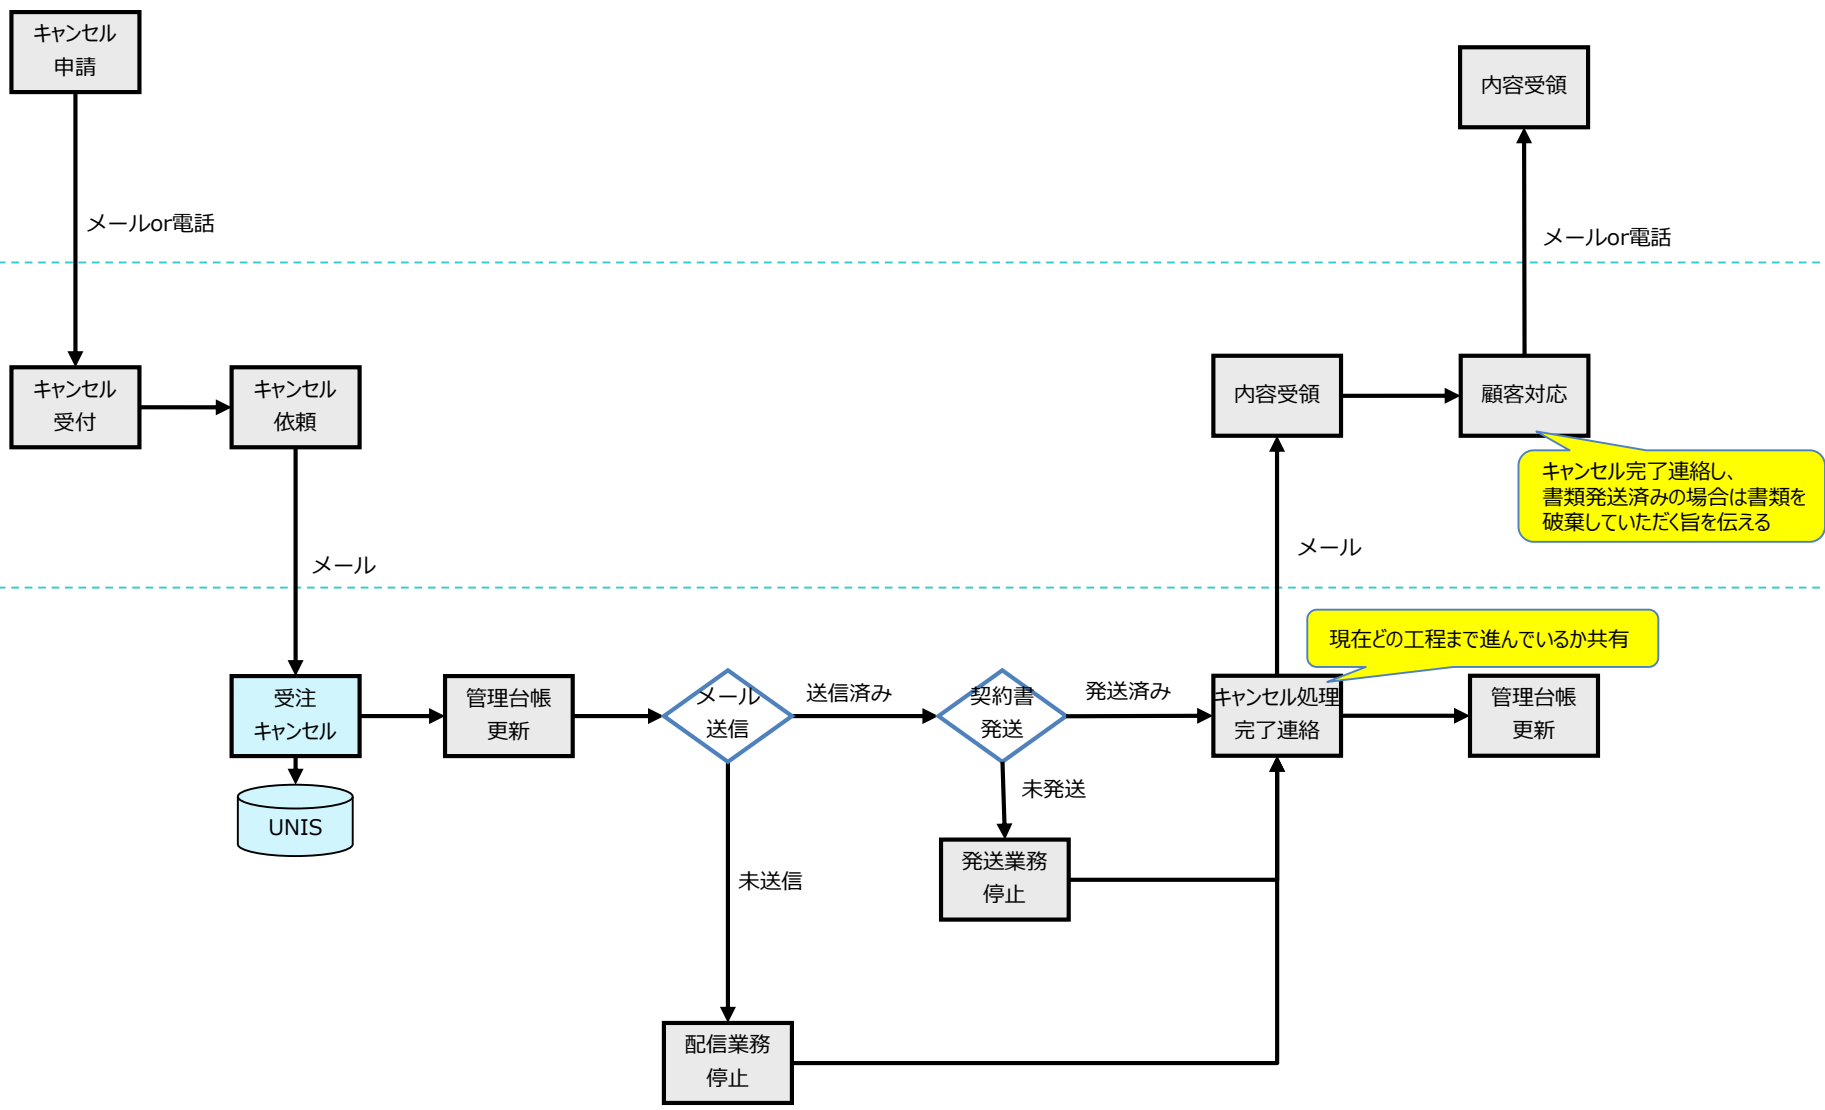 キャンセル
申請
内容受領
メールor電話
メールor電話
キャンセル
受付
キャンセル
依頼
内容受領
顧客対応
キャンセル完了連絡し、
書類発送済みの場合は書類を
破棄していただく旨を伝える
メール
メール
現在どの工程まで進んでいるか共有
受注
キャンセル
管理台帳
更新
メール
送信
送信済み
契約書
発送
発送済み
キャンセル処理
完了連絡
管理台帳
更新
UNIS
未発送
発送業務
停止
未送信
配信業務
停止